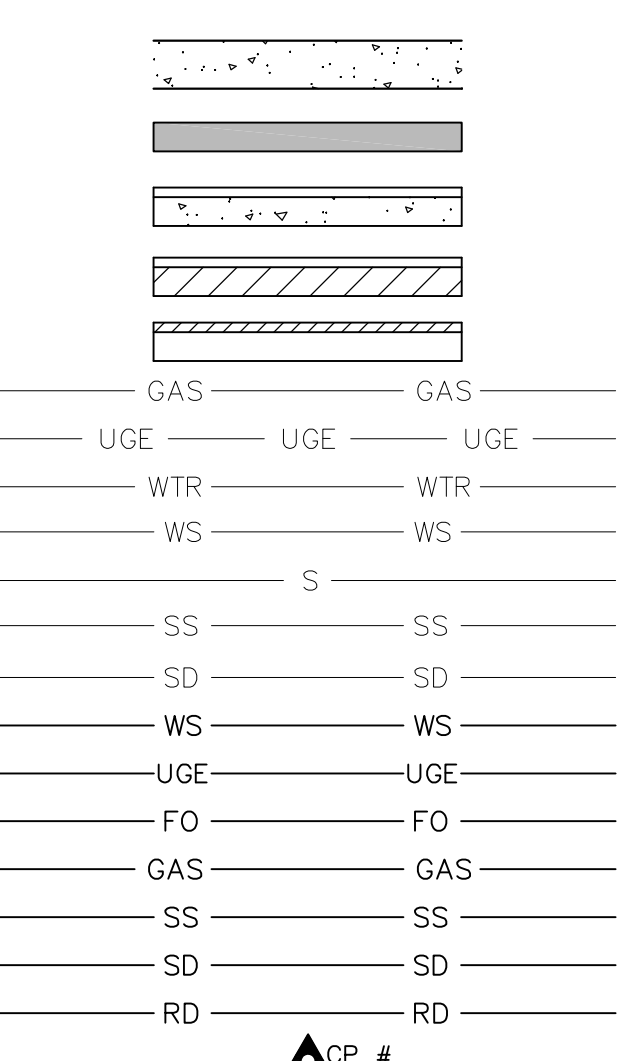 GAS GAS
UGE UGE UGE
WTR WTR
WS WS
S
SS SS
SD SD
WS WS
UGE UGE
FO FO
GAS GAS
SS SS
SD SD
RD RD
CP #